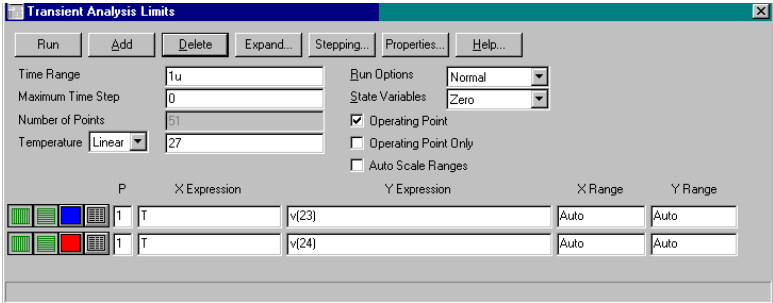 Transient Analysis Limits
Run Add Delete Expand... Stepping... Properties... Help...
Time Range 1u Run Options Normal
Maximum Time Step 0 State Variables Zero
Number of Points 51 Operating Point
Temperature Linear 27 Operating Point Only
Auto Scale Ranges
P X Expression Y Expression X Range Y Range
1 T v(23) Auto Auto
1 T v(24) Auto Auto